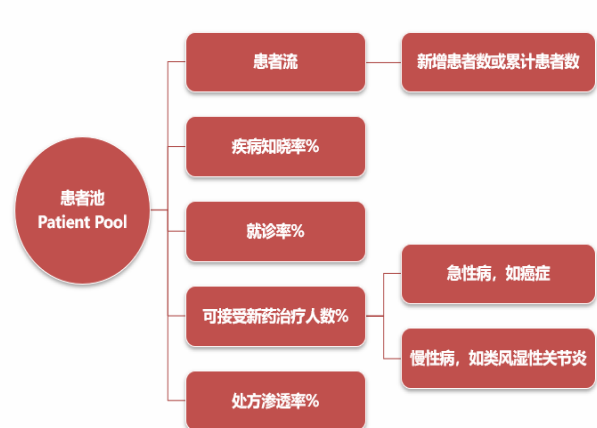 患者池
Patient Pool
患者流
新增患者数或累计患者数
疾病知晓率%
就诊率%
可接受新药治疗人数%
急性病，如癌症
慢性病，如类风湿性关节炎
处方渗透率%